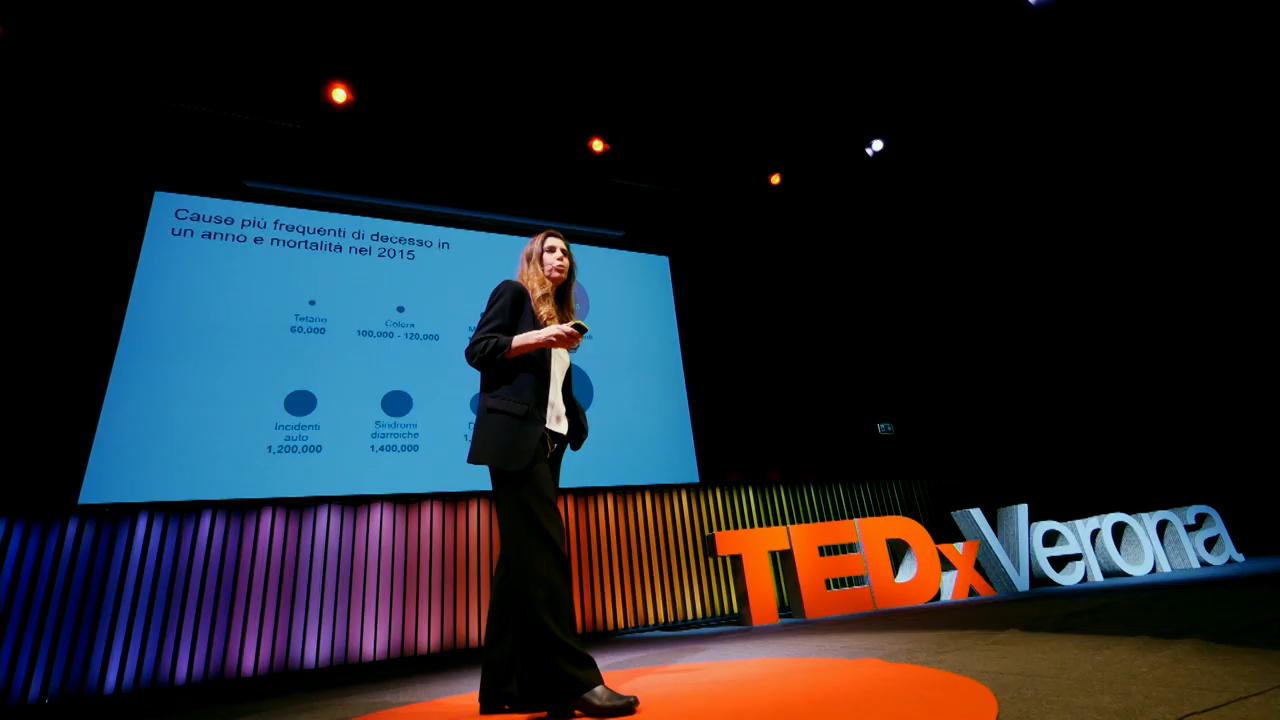 Cause più frequenti di decesso in
un anno e mortalità nel 2015
Tetano
60,000
Colera
100,000 - 120,000
Incidenti
auto
1,200,000
Sindromi
diarroiche
1,400,000
TEDxVerona